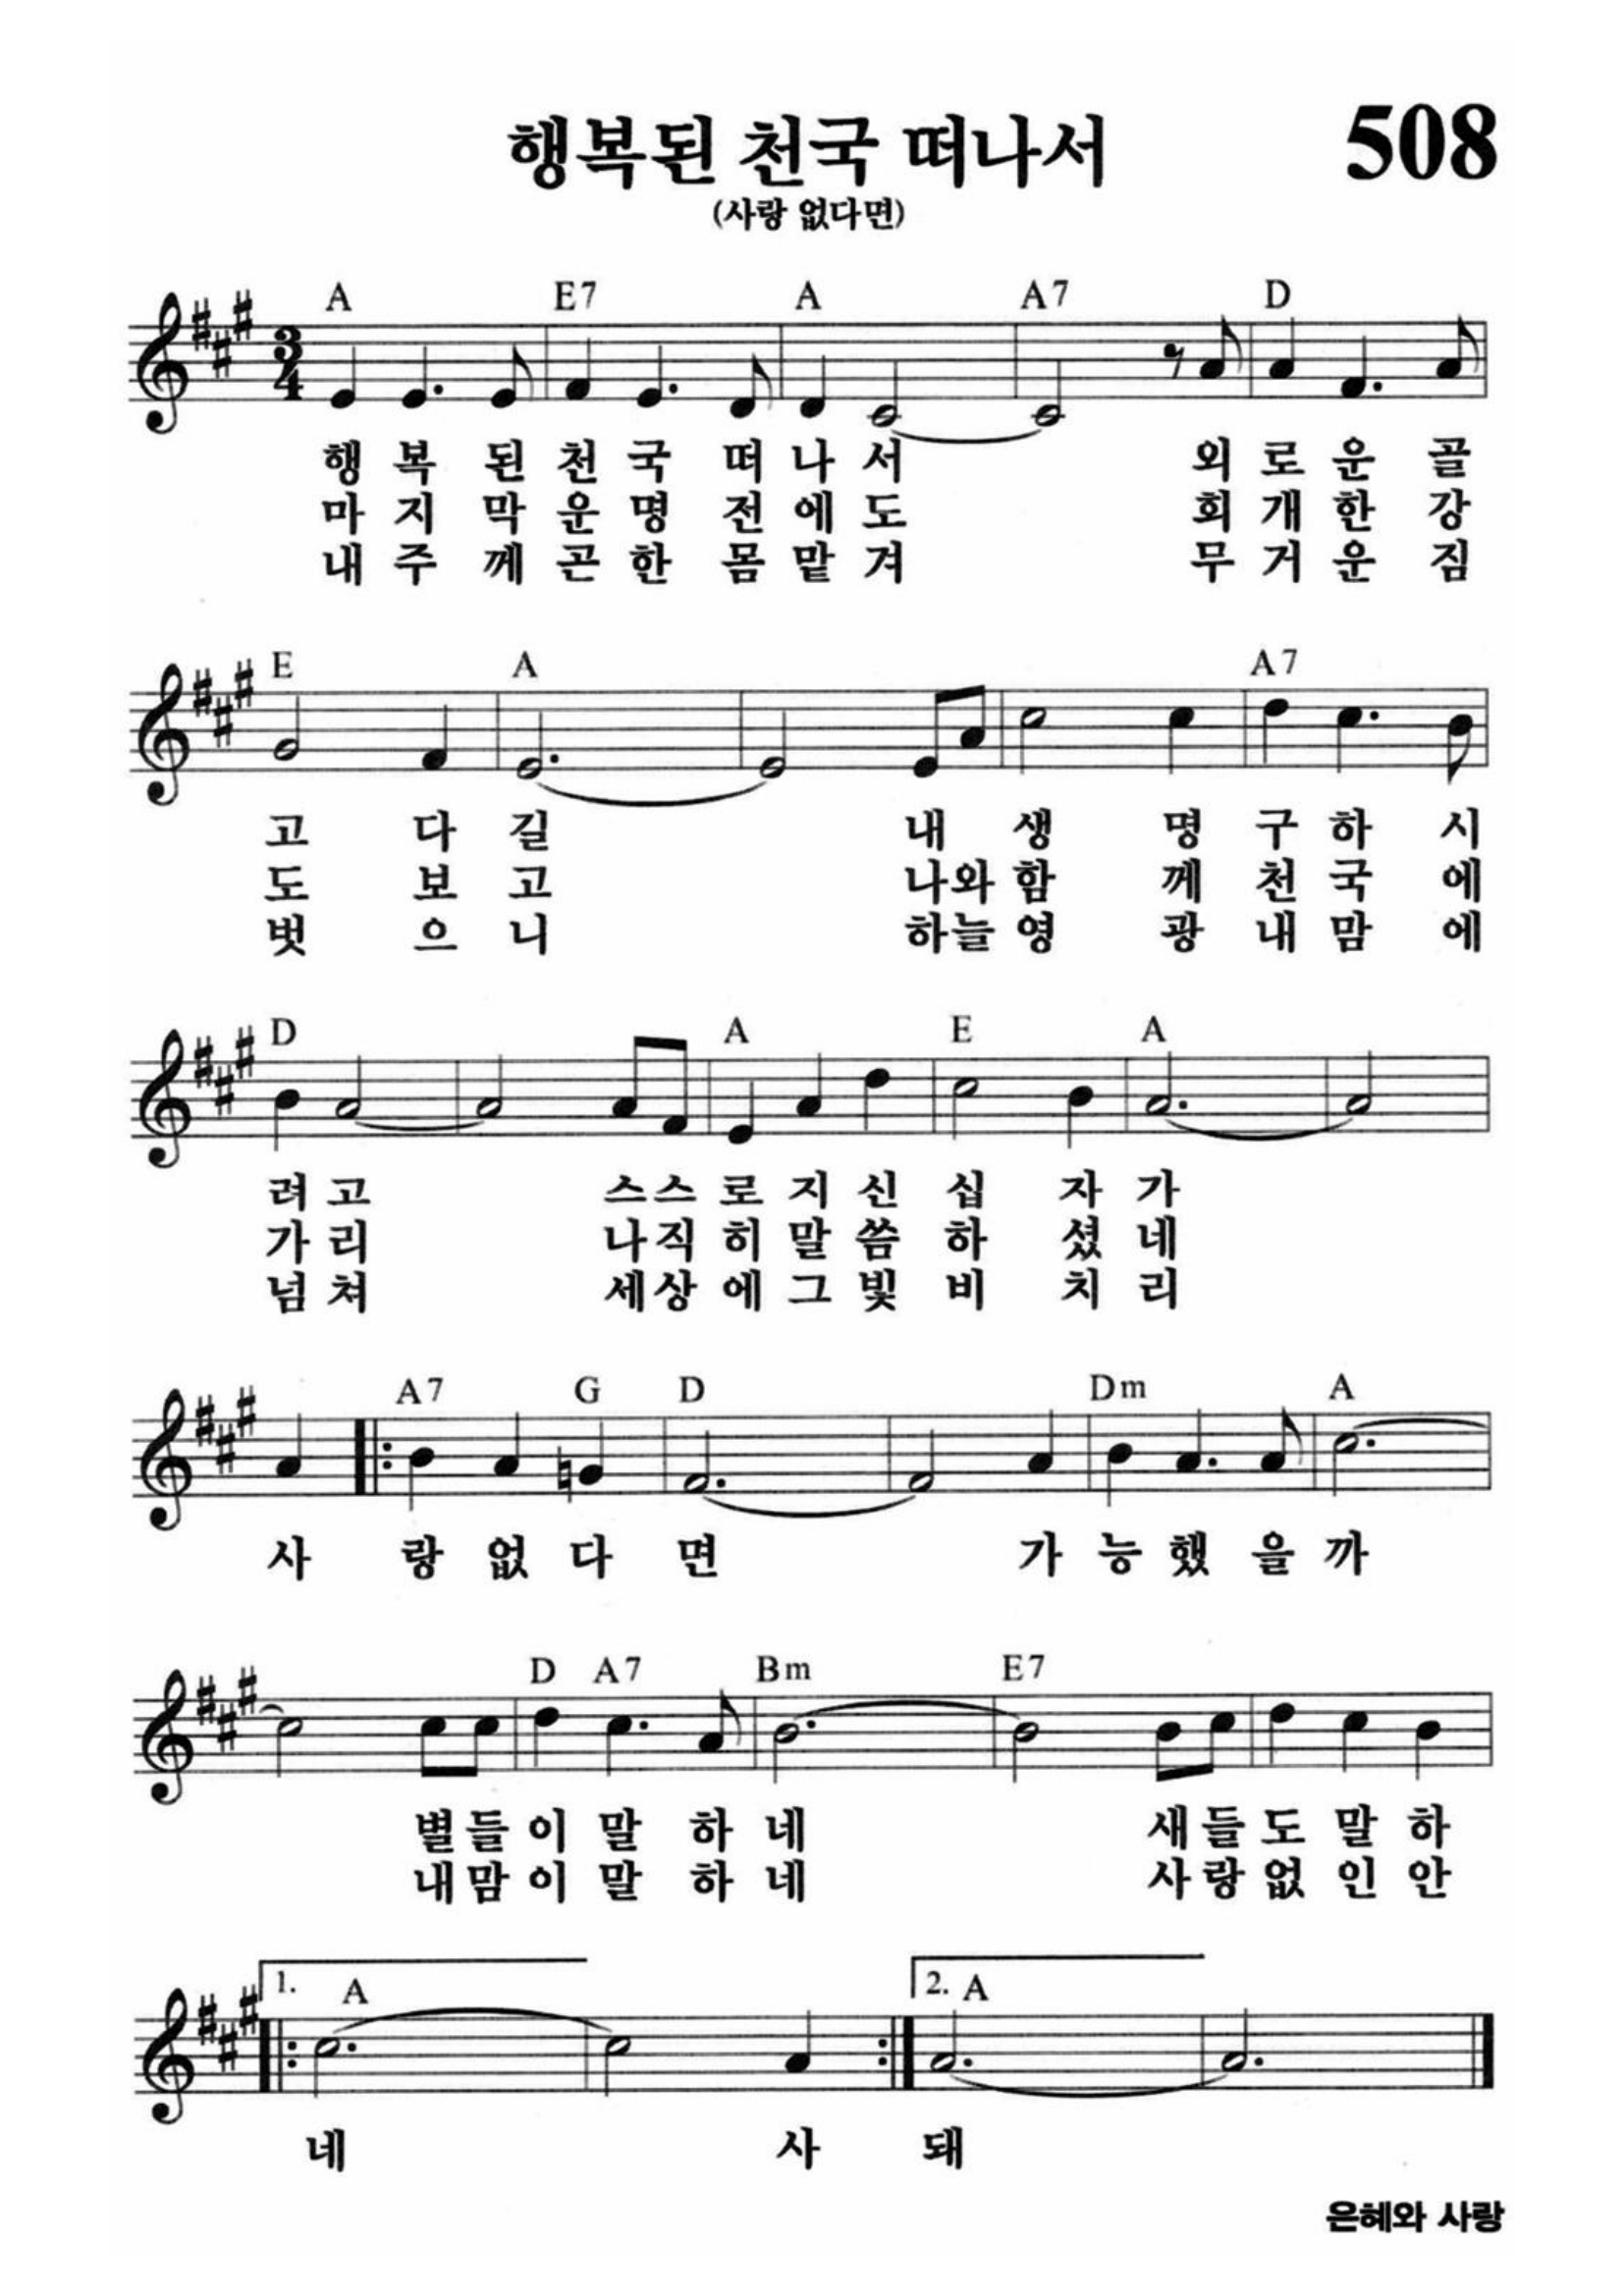 행복된 천국 떠나서
508
(사랑 없다면)
A E7 A A7 D
3
4
행 복 된 천 국 떠 나 서 외 로 운 골
마 지 막 운 명 전 에 도 회 개 한 강
내 주 께 곤 한 몸 맡 겨 무 거 운 짐
E A A7
고 다 길 내 생 명 구 하 시
도 보 고 나와 함 께 천 국 에
벗 으 니 하늘 영 광 내 맘 에
D A E A
려 고 스스 로 지 신 십 자 가
가 리 나직 히 말 씀 하 셨 네
넘 쳐 세상 에 그 빛 비 치 리
A7 G D Dm A
사 랑 없 다 면 가 능 했 을 까
D A7 Bm E7
별들 이 말 하 네 새들 도 말 하
내맘 이 말 하 네 사랑 없 인 안
1. A 2. A
네 사 돼
은혜와 사랑